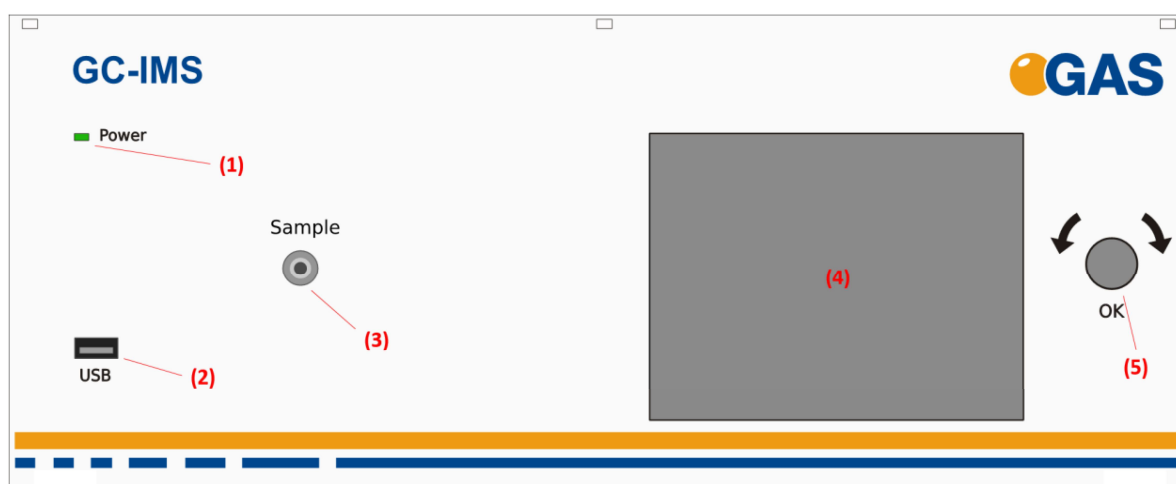 GC-IMS
GAS
Power
(1)
Sample
(4)
OK
(3)
USB
(2)
(5)